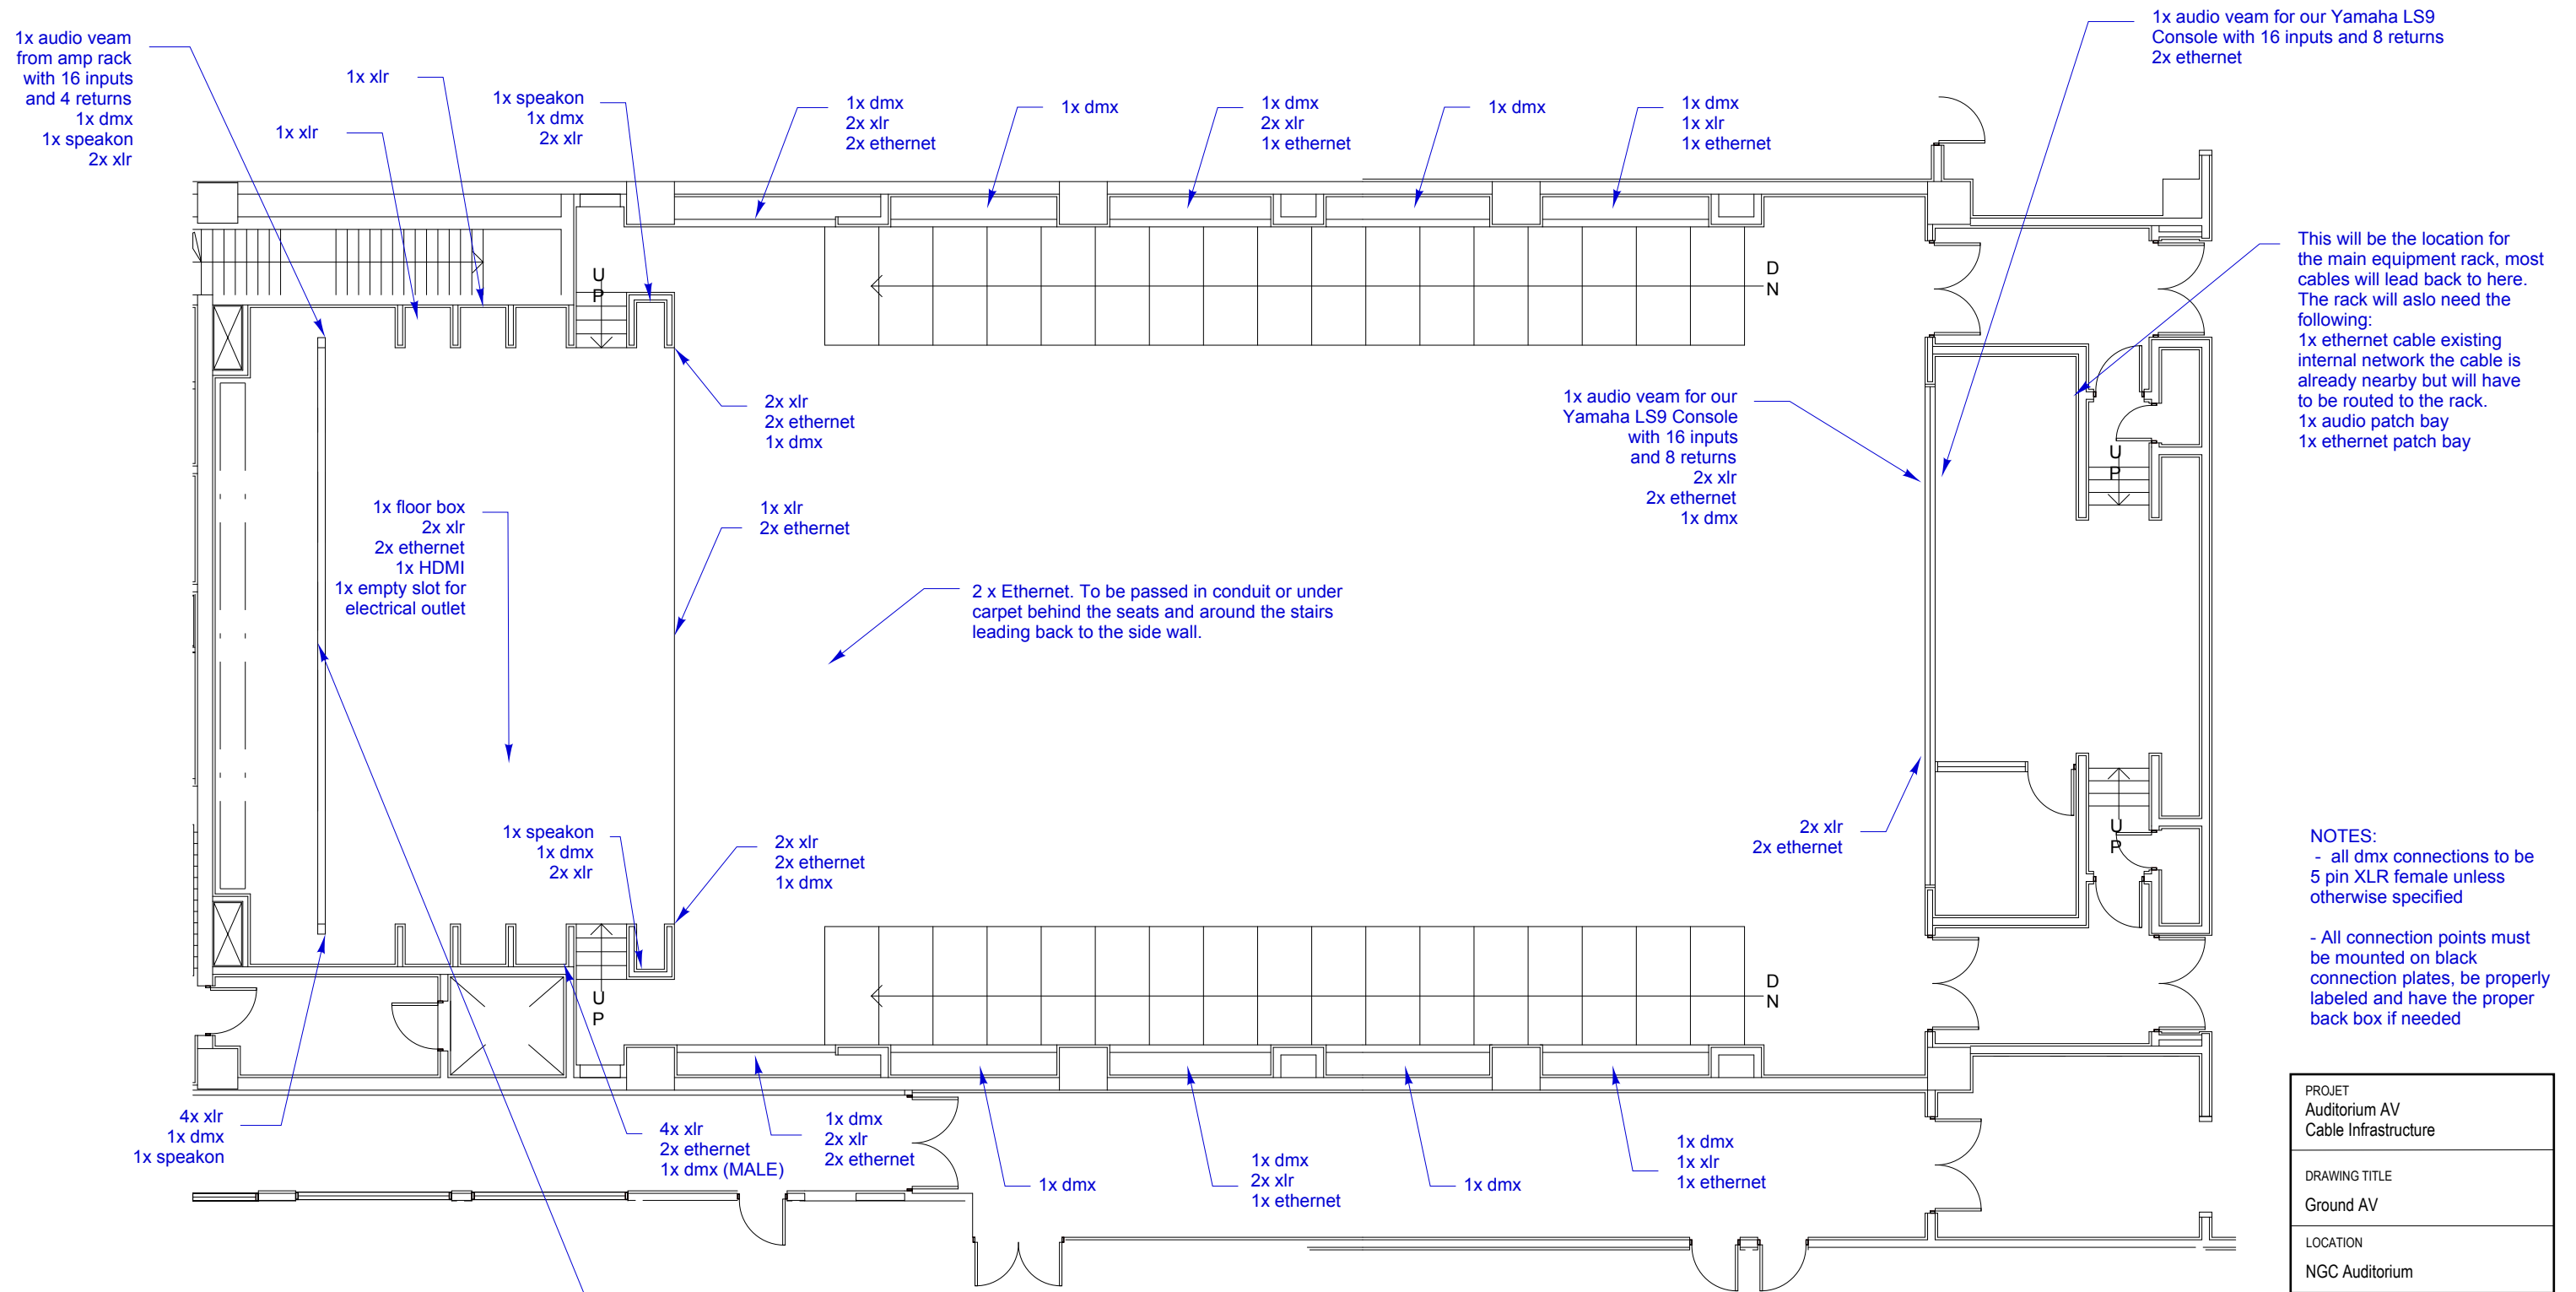 1x audio veam
from amp rack
with 16 inputs
and 4 returns
1x dmx
1x speakon
2x xlr
1x xlr
1x xlr
1x speakon
1x dmx
2x xlr
1x dmx
2x xlr
2x ethernet
1x dmx
1x dmx
2x xlr
1x ethernet
1x dmx
1x dmx
1x xlr
1x ethernet
1x audio veam for our Yamaha LS9
Console with 16 inputs and 8 returns
2x ethernet
This will be the location for
the main equipment rack, most
cables will lead back to here.
The rack will aslo need the
following:
1x ethernet cable existing
internal network the cable is
already nearby but will have
to be routed to the rack.
1x audio patch bay
1x ethernet patch bay
U
P
D
N
2x xlr
2x ethernet
1x dmx
1x audio veam for our
Yamaha LS9 Console
with 16 inputs
and 8 returns
2x xlr
2x ethernet
1x dmx
U
P
1x floor box
2x xlr
2x ethernet
1x HDMI
1x empty slot for
electrical outlet
1x xlr
2x ethernet
2 x Ethernet. To be passed in conduit or under
carpet behind the seats and around the stairs
leading back to the side wall.
1x speakon
1x dmx
2x xlr
2x xlr
2x ethernet
1x dmx
2x xlr
2x ethernet
U
P
NOTES:
-  all dmx connections to be
5 pin XLR female unless
otherwise specified
- All connection points must
be mounted on black
connection plates, be properly
labeled and have the proper
back box if needed
U
P
D
N
4x xlr
1x dmx
1x speakon
4x xlr
2x ethernet
1x dmx (MALE)
1x dmx
2x xlr
2x ethernet
1x dmx
1x dmx
2x xlr
1x ethernet
1x dmx
1x dmx
1x xlr
1x ethernet
PROJET
Auditorium AV
Cable Infrastructure
DRAWING TITLE
Ground AV
LOCATION
NGC Auditorium